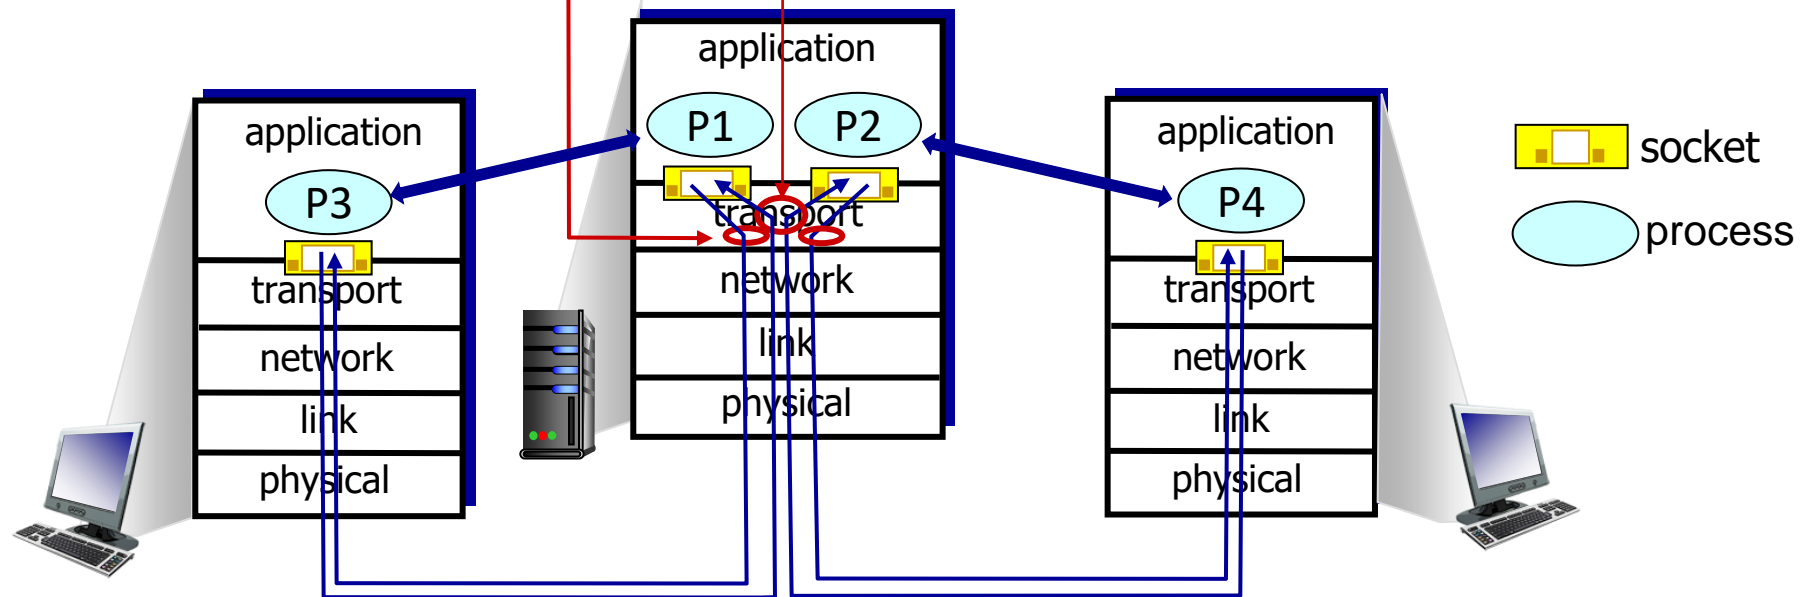 application
P3
transport
network
link
physical
application
P1
P2
transport
network
link
physical
application
P4
transport
network
link
physical
socket
process